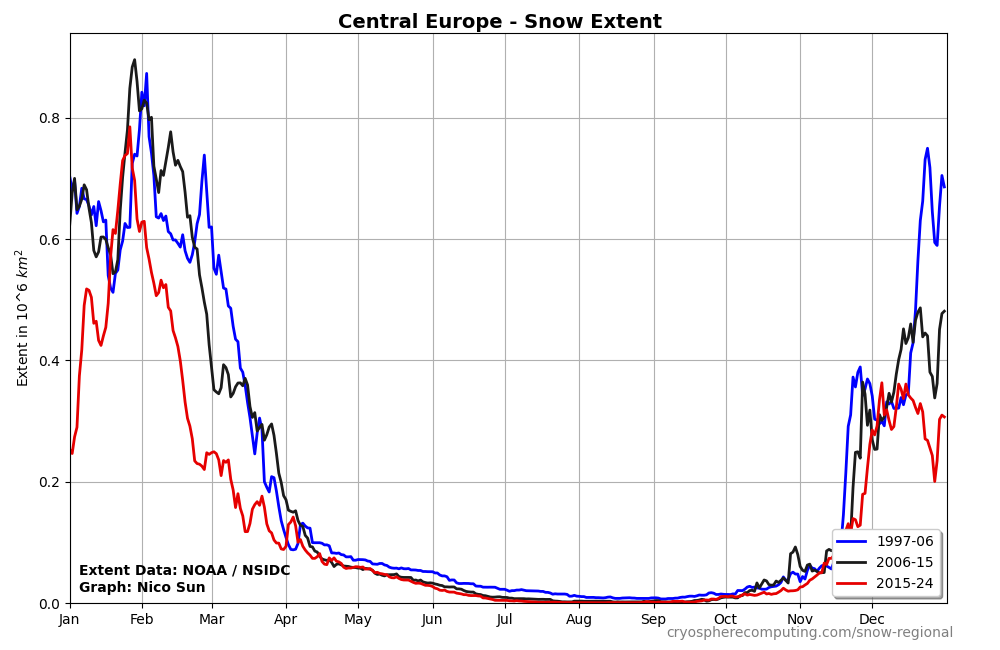 Central Europe - Snow Extent
Extent in 10^6 km²
0.8
0.6
0.4
0.2
0.0
Extent Data: NOAA / NSIDC
Graph: Nico Sun
1997-06
2006-15
2015-24
Jan Feb Mar Apr May Jun Jul Aug Sep Oct Nov Dec
cryospherecomputing.com/snow-regional